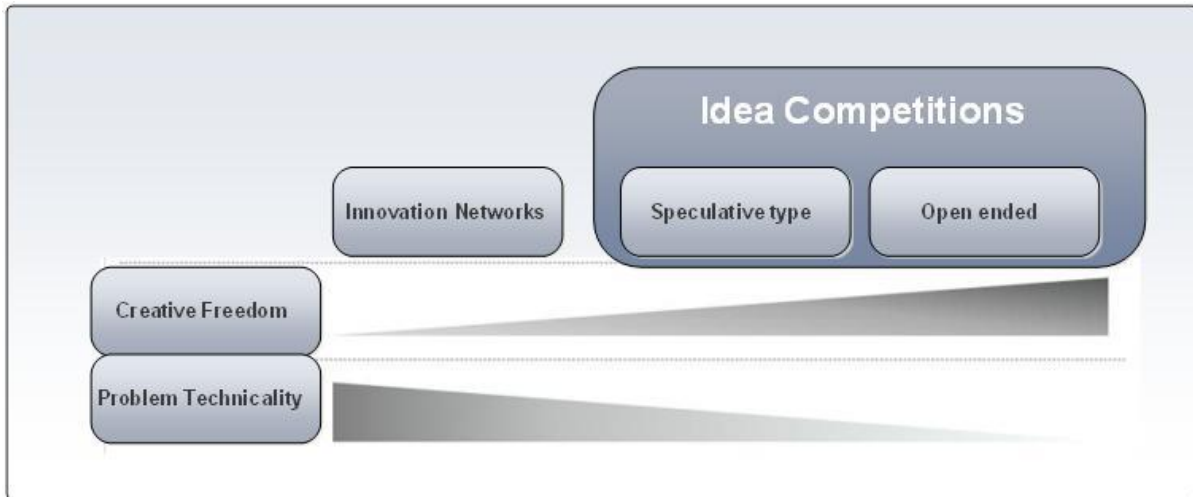 Idea Competitions
Innovation Networks
Speculative type
Open ended
Creative Freedom
Problem Technicality